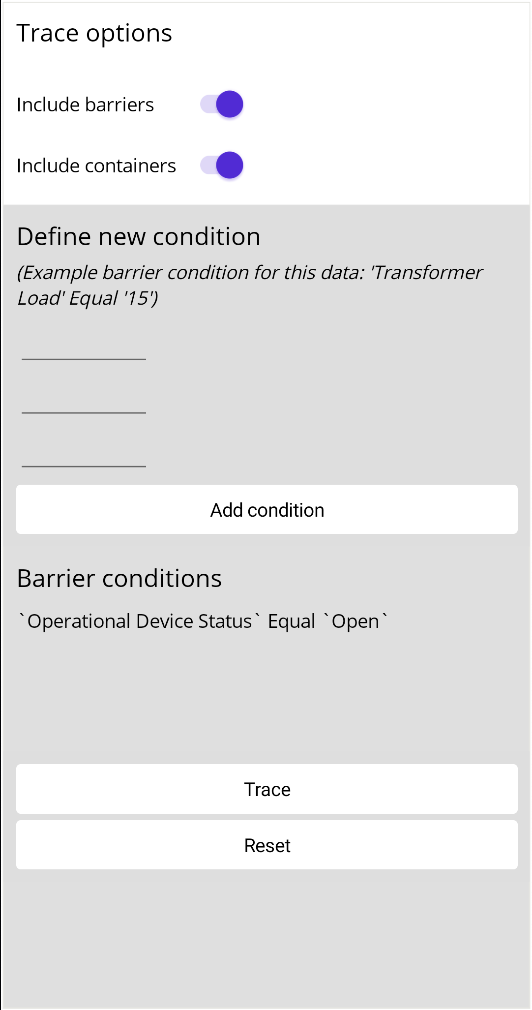 Trace options
Include barriers
Include containers
Define new condition
(Example barrier condition for this data: 'Transformer
Load' Equal '15')
Add condition
Barrier conditions
`Operational Device Status` Equal `Open`
Trace
Reset